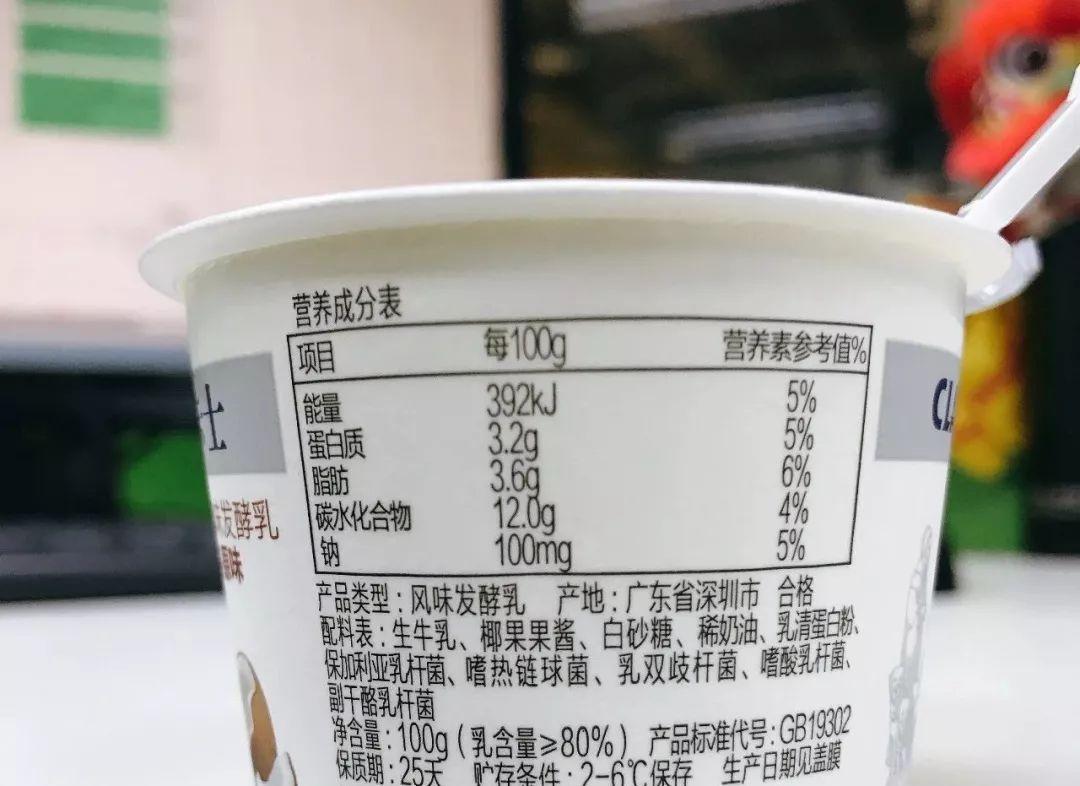 营养成分表
项目 每100g 营养素参考值%
能量 392kJ 5%
蛋白质 3.2g 5%
脂肪 3.6g 6%
碳水化合物 12.0g 4%
钠 100mg 5%
产品类型：风味发酵乳 产地：广东省深圳市 合格
配料表：生牛乳、椰果果酱、白砂糖、稀奶油、乳清蛋白粉、
保加利亚乳杆菌、嗜热链球菌、乳双歧杆菌、嗜酸乳杆菌、
副干酪乳杆菌
净含量：100g（乳含量≥80%） 产品标准代号：GB19302
保质期：25天 贮存条件：2-6℃保存 生产日期见盖膜
士
发酵乳
味
CL